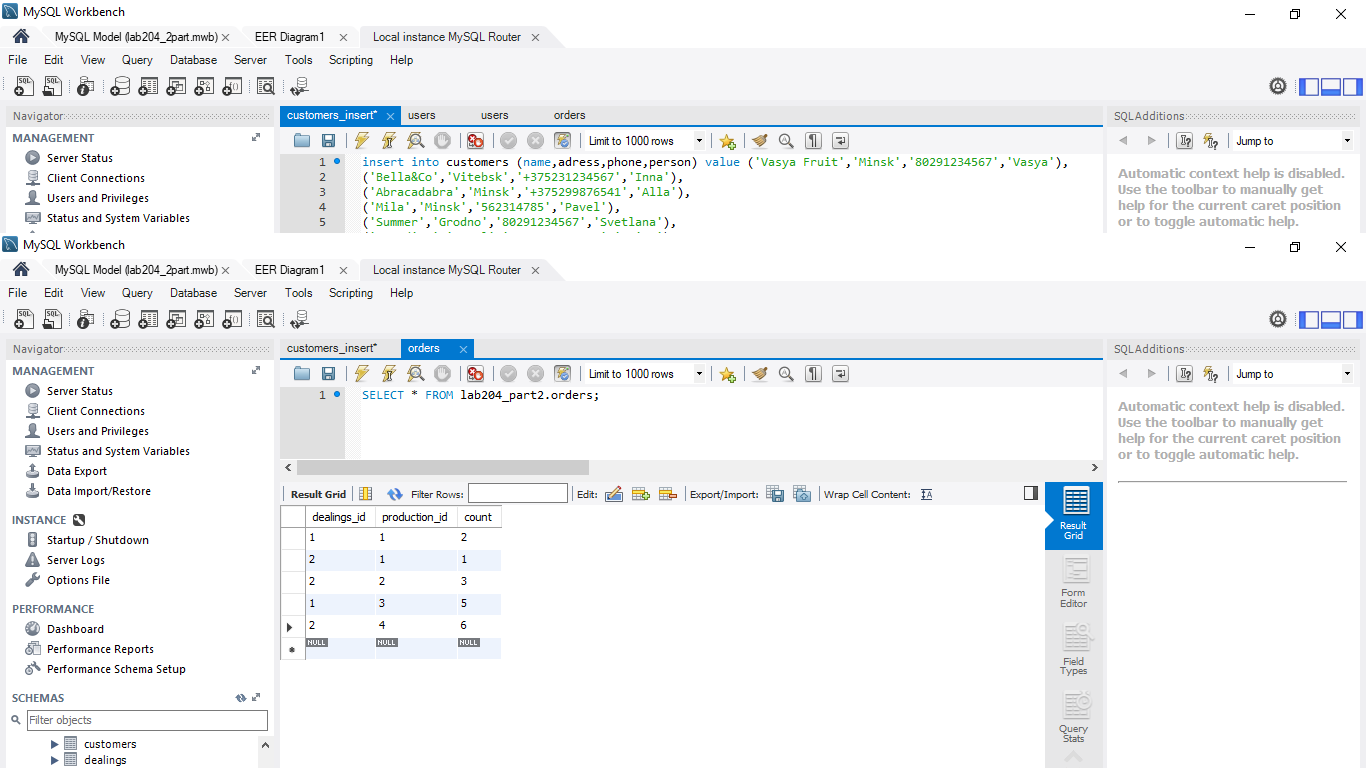 MySQL Workbench
MySQL Model (lab204_2part.mwb) × EER Diagram1 × Local instance MySQL Router ×
File Edit View Query Database Server Tools Scripting Help
Navigator
MANAGEMENT
Server Status
Client Connections
Users and Privileges
Status and System Variables
customers_insert* × users users orders
Limit to 1000 rows
1 insert into customers (name,adress,phone,person) value ('Vasya Fruit','Minsk','80291234567','Vasya'),
2 ('Bella&Co','Vitebsk','+375231234567','Inna'),
3 ('Abracadabra','Minsk','+375299876541','Alla'),
4 ('Mila','Minsk','562314785','Pavel'),
5 ('Summer','Grodno','80291234567','Svetlana'),
SQLAdditions
Jump to
Automatic context help is disabled.
Use the toolbar to manually get
help for the current caret position
or to toggle automatic help.
MySQL Workbench
MySQL Model (lab204_2part.mwb) × EER Diagram1 × Local instance MySQL Router ×
File Edit View Query Database Server Tools Scripting Help
Navigator
MANAGEMENT
Server Status
Client Connections
Users and Privileges
Status and System Variables
Data Export
Data Import/Restore
INSTANCE
Startup / Shutdown
Server Logs
Options File
PERFORMANCE
Dashboard
Performance Reports
Performance Schema Setup
SCHEMAS
Filter objects
customers
dealings
customers_insert* orders ×
Limit to 1000 rows
1 SELECT * FROM lab204_part2.orders;
Result Grid Filter Rows: Edit: Export/Import: Wrap Cell Content:
dealings_id production_id count
1 1 2
2 1 1
2 2 3
1 3 5
2 4 6
NULL NULL NULL
Result
Grid
Form
Editor
Field
Types
Query
Stats
SQLAdditions
Jump to
Automatic context help is disabled.
Use the toolbar to manually get
help for the current caret position
or to toggle automatic help.